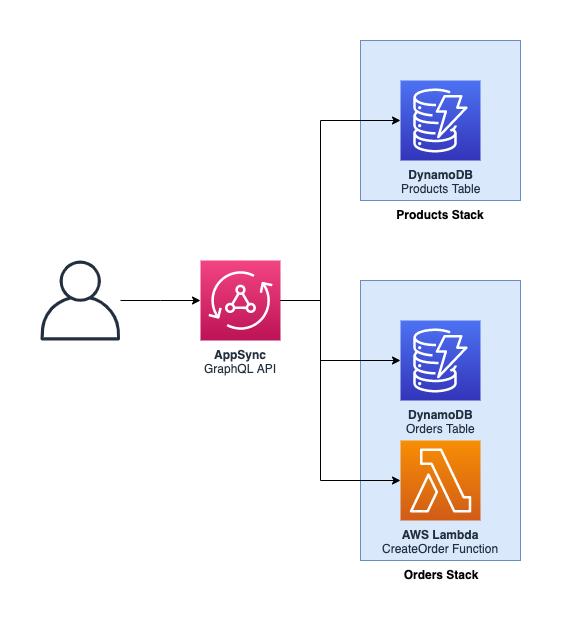 DynamoDB
Products Table
Products Stack
AppSync
GraphQL API
DynamoDB
Orders Table
AWS Lambda
CreateOrder Function
Orders Stack